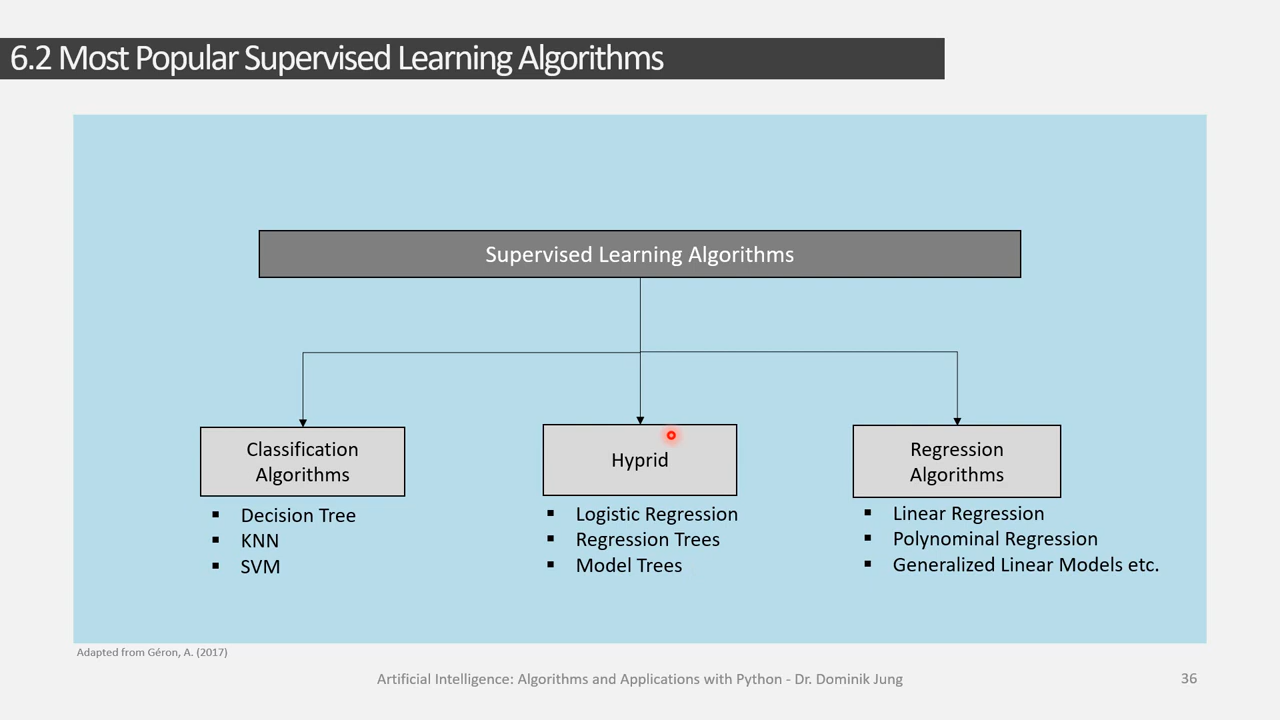 6.2 Most Popular Supervised Learning Algorithms
Supervised Learning Algorithms
Classification
Algorithms
▪ Decision Tree
▪ KNN
▪ SVM
Hyprid
▪ Logistic Regression
▪ Regression Trees
▪ Model Trees
Regression
Algorithms
▪ Linear Regression
▪ Polynominal Regression
▪ Generalized Linear Models etc.
Adapted from Géron, A. (2017)
Artificial Intelligence: Algorithms and Applications with Python - Dr. Dominik Jung
36